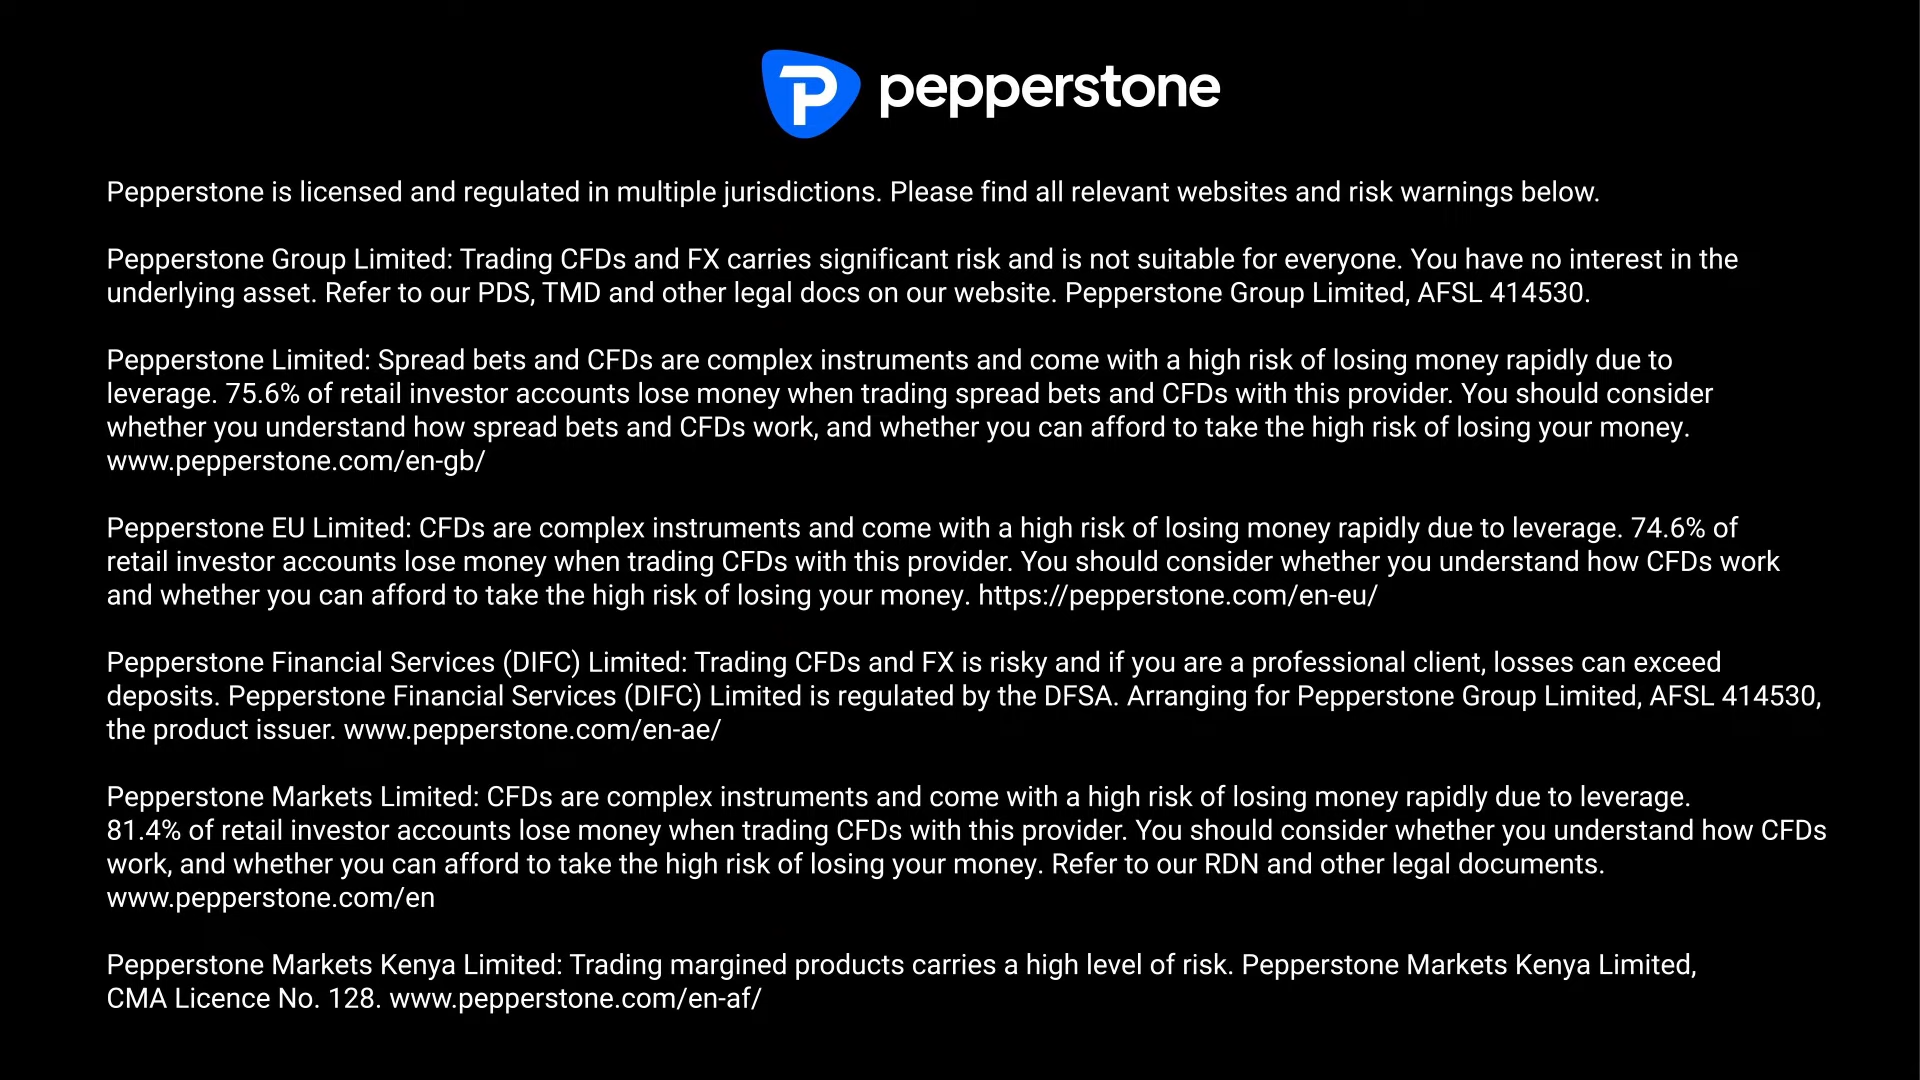 pepperstone
Pepperstone is licensed and regulated in multiple jurisdictions. Please find all relevant websites and risk warnings below.
Pepperstone Group Limited: Trading CFDs and FX carries significant risk and is not suitable for everyone. You have no interest in the
underlying asset. Refer to our PDS, TMD and other legal docs on our website. Pepperstone Group Limited, AFSL 414530.
Pepperstone Limited: Spread bets and CFDs are complex instruments and come with a high risk of losing money rapidly due to
leverage. 75.6% of retail investor accounts lose money when trading spread bets and CFDs with this provider. You should consider
whether you understand how spread bets and CFDs work, and whether you can afford to take the high risk of losing your money.
www.pepperstone.com/en-gb/
Pepperstone EU Limited: CFDs are complex instruments and come with a high risk of losing money rapidly due to leverage. 74.6% of
retail investor accounts lose money when trading CFDs with this provider. You should consider whether you understand how CFDs work
and whether you can afford to take the high risk of losing your money. https://pepperstone.com/en-eu/
Pepperstone Financial Services (DIFC) Limited: Trading CFDs and FX is risky and if you are a professional client, losses can exceed
deposits. Pepperstone Financial Services (DIFC) Limited is regulated by the DFSA. Arranging for Pepperstone Group Limited, AFSL 414530,
the product issuer. www.pepperstone.com/en-ae/
Pepperstone Markets Limited: CFDs are complex instruments and come with a high risk of losing money rapidly due to leverage.
81.4% of retail investor accounts lose money when trading CFDs with this provider. You should consider whether you understand how CFDs
work, and whether you can afford to take the high risk of losing your money. Refer to our RDN and other legal documents.
www.pepperstone.com/en
Pepperstone Markets Kenya Limited: Trading margined products carries a high level of risk. Pepperstone Markets Kenya Limited,
CMA Licence No. 128. www.pepperstone.com/en-af/